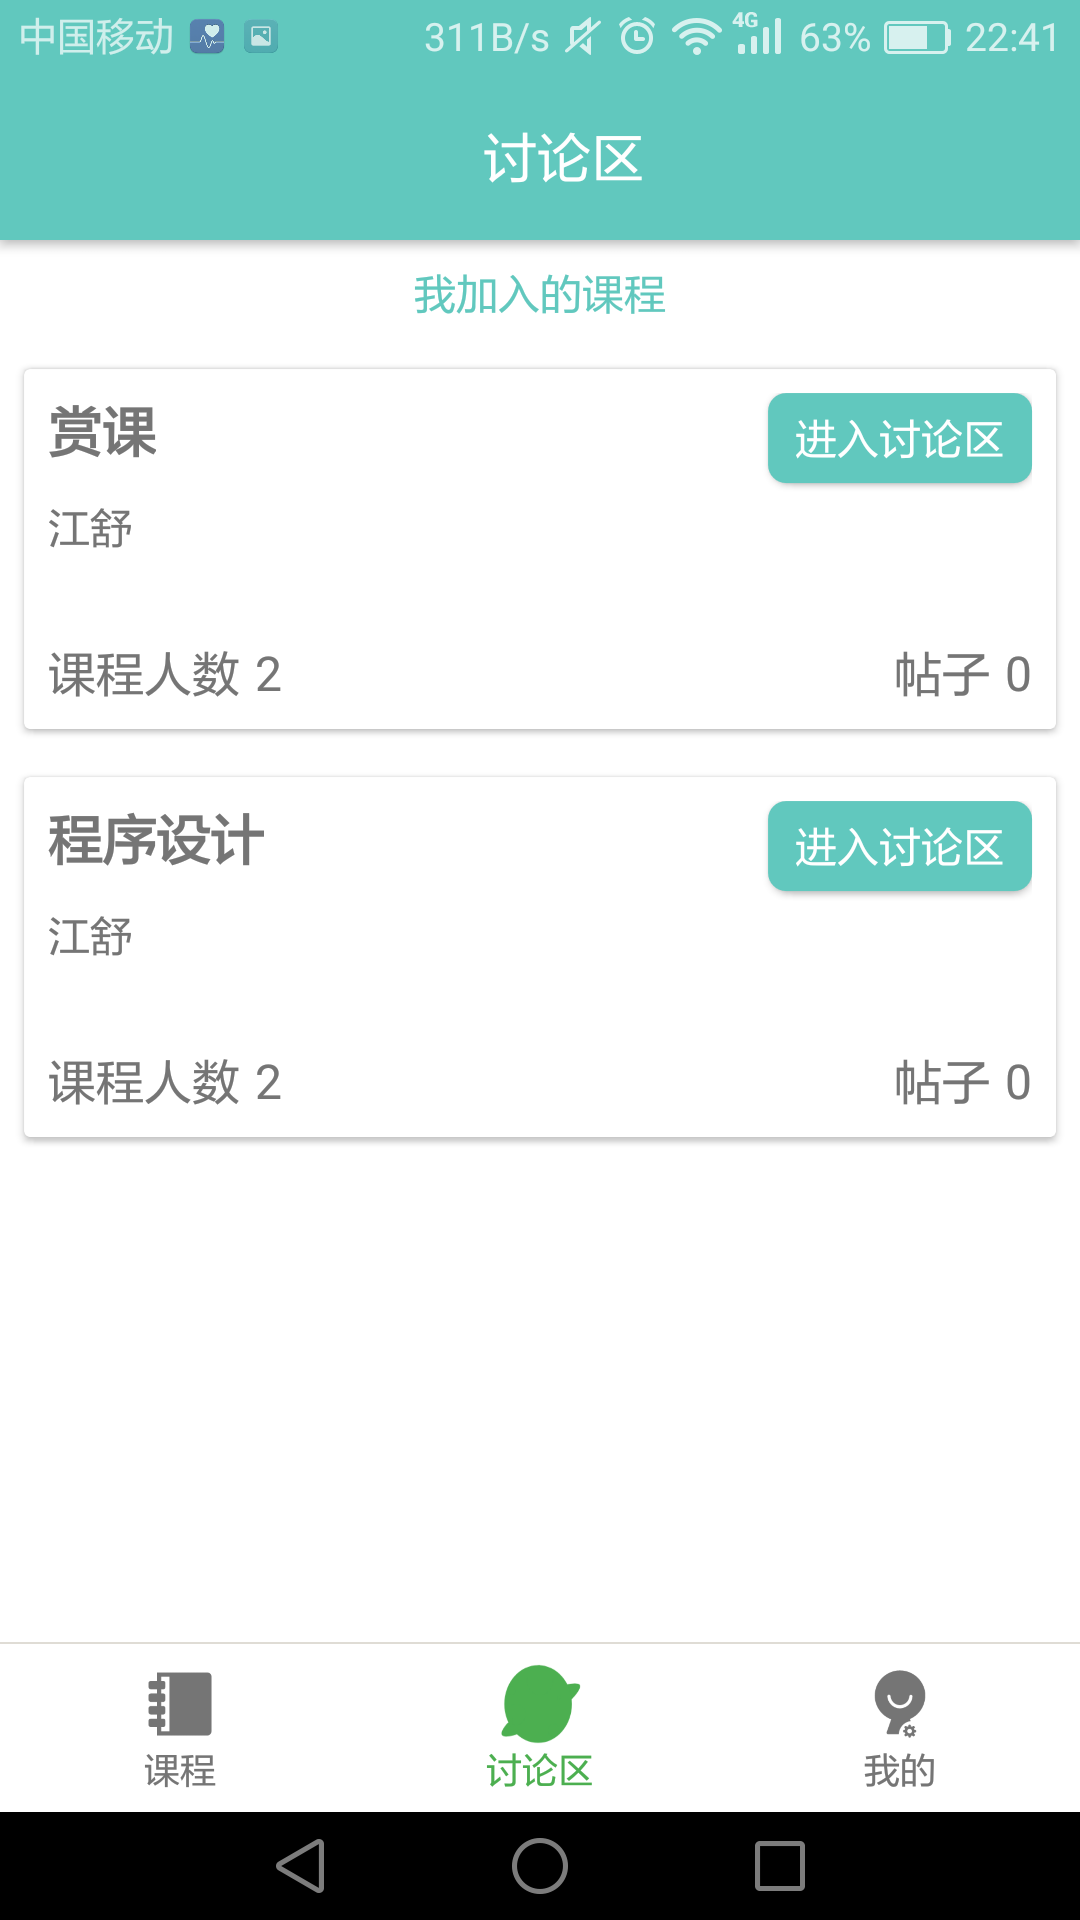 中国移动 311B/s 4G 63% 22:41
讨论区
我加入的课程
赏课 进入讨论区
江舒
课程人数 2 帖子 0
程序设计 进入讨论区
江舒
课程人数 2 帖子 0
课程 讨论区 我的